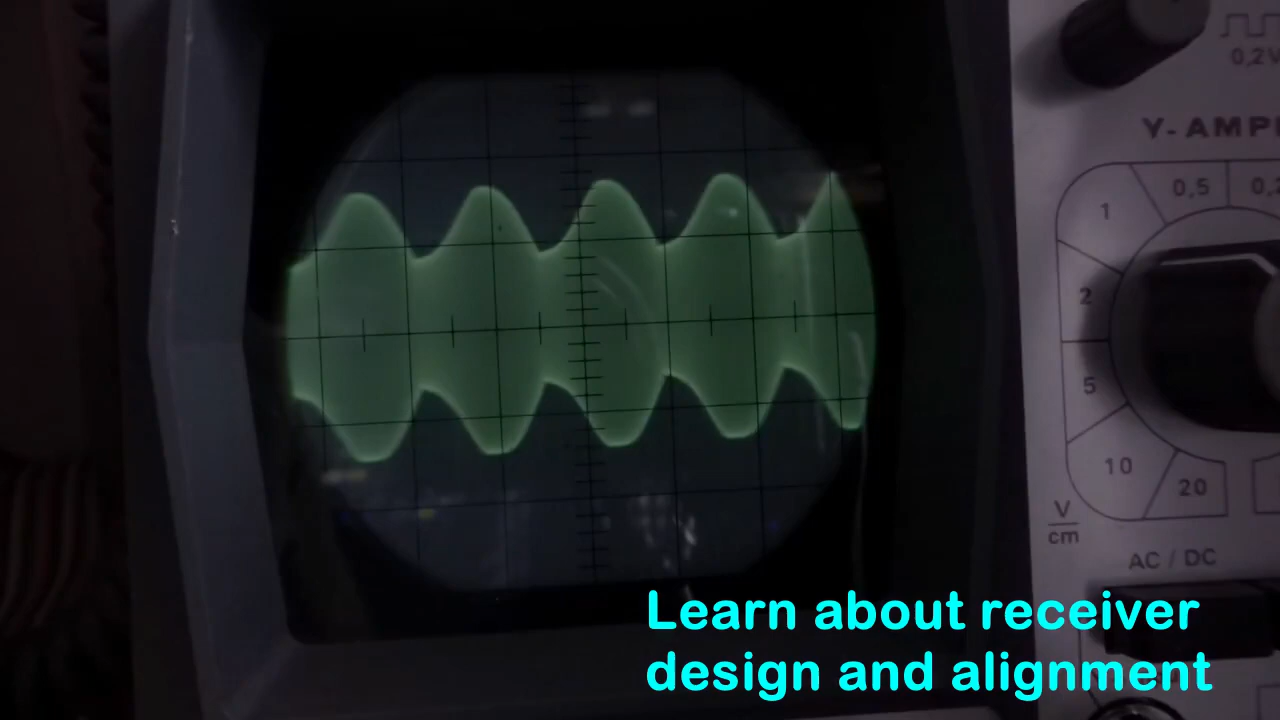 0,2V
Y-AMP
0,5
1
2
5
10
20
V
cm
AC / DC
Learn about receiver
design and alignment